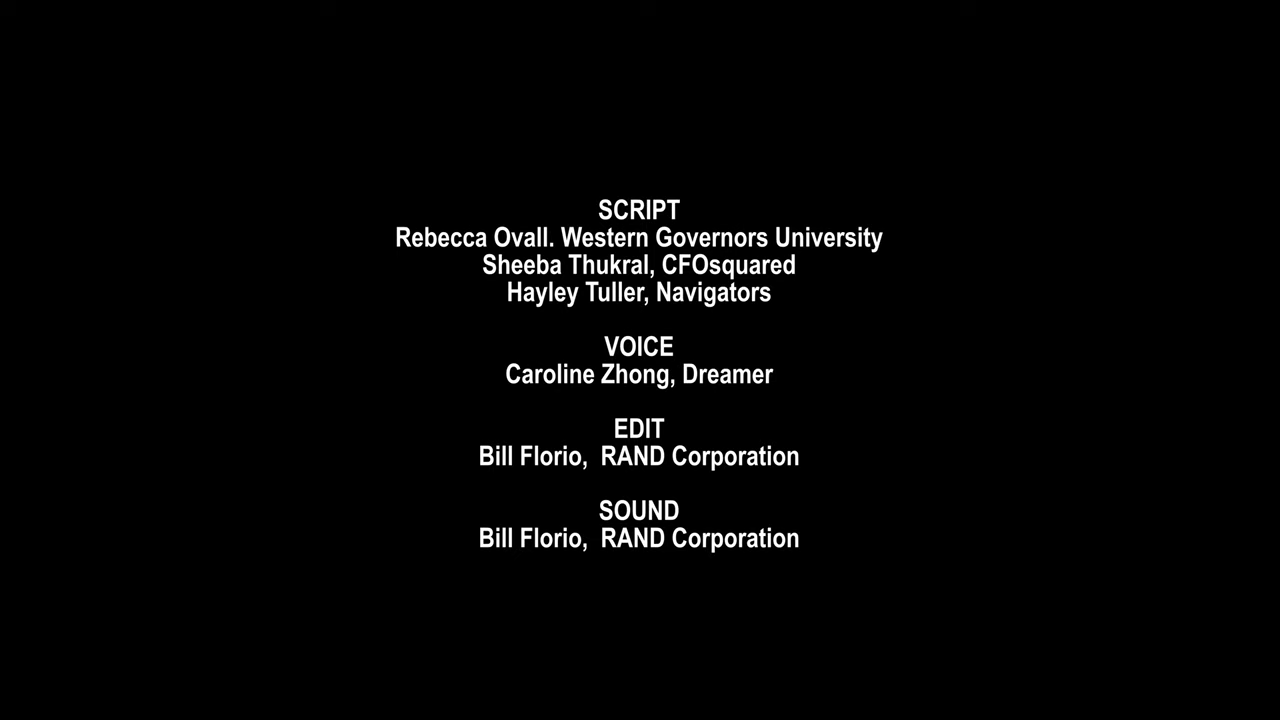 SCRIPT
Rebecca Ovall. Western Governors University
Sheeba Thukral, CFOsquared
Hayley Tuller, Navigators
VOICE
Caroline Zhong, Dreamer
EDIT
Bill Florio,  RAND Corporation
SOUND
Bill Florio,  RAND Corporation